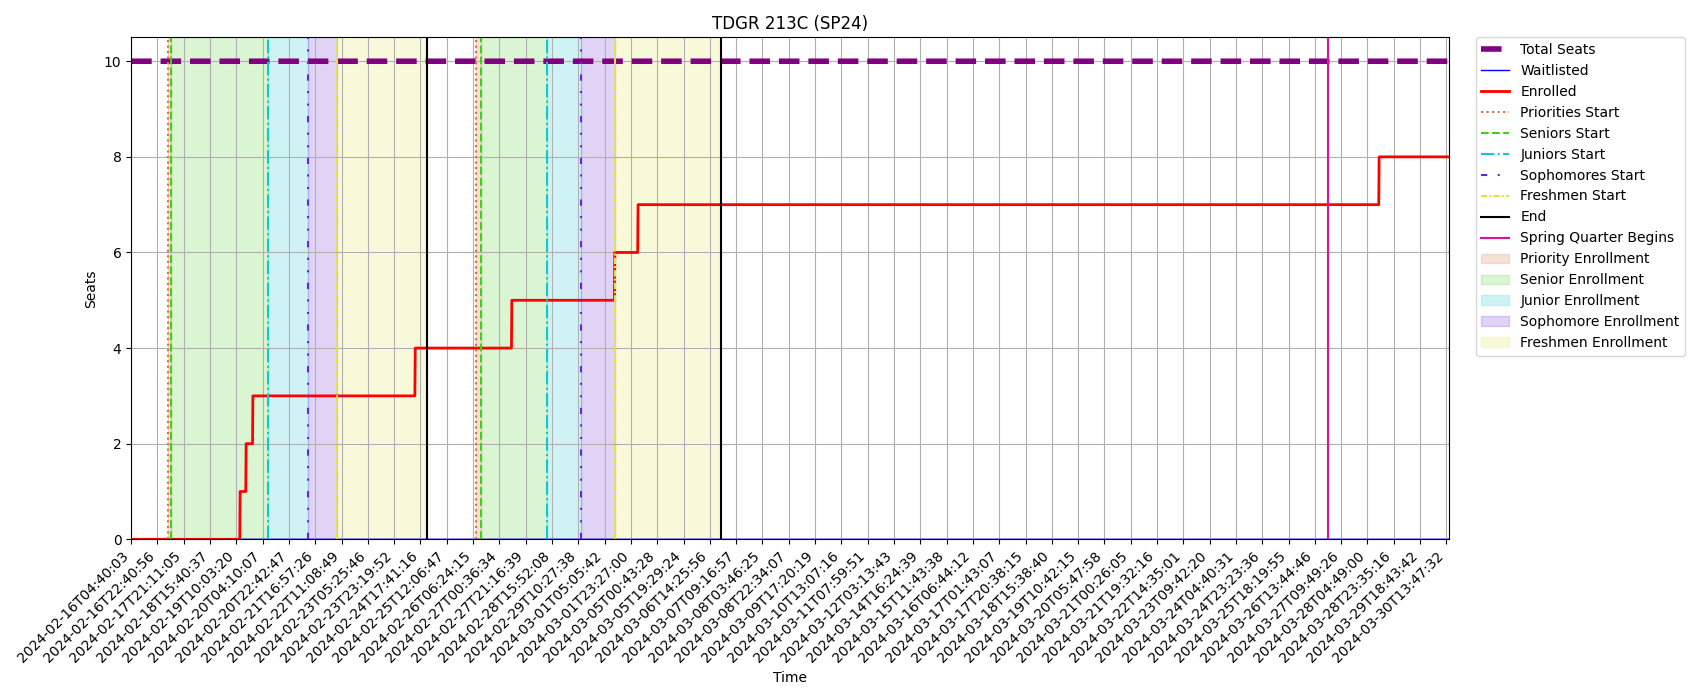 TDGR 213C (SP24)
10
8
6
4
2
0
Seats
2024-02-16T04:40:03
2024-02-16T22:40:56
2024-02-17T21:11:05
2024-02-18T15:40:37
2024-02-19T10:03:20
2024-02-20T04:10:07
2024-02-20T22:42:47
2024-02-21T16:57:26
2024-02-22T11:08:49
2024-02-23T05:25:46
2024-02-23T23:19:52
2024-02-24T17:41:16
2024-02-25T12:06:47
2024-02-26T06:24:15
2024-02-27T00:36:34
2024-02-27T21:16:39
2024-02-28T15:52:08
2024-02-29T10:27:38
2024-03-01T05:05:42
2024-03-01T23:27:00
2024-03-05T00:43:28
2024-03-05T19:29:24
2024-03-06T14:25:56
2024-03-07T09:16:57
2024-03-08T03:46:25
2024-03-08T22:34:07
2024-03-09T17:20:19
2024-03-10T13:07:16
2024-03-11T07:59:51
2024-03-12T03:13:43
2024-03-15T16:24:39
2024-03-15T11:43:38
2024-03-16T06:44:12
2024-03-17T01:43:07
2024-03-17T20:38:15
2024-03-18T15:38:40
2024-03-19T10:42:15
2024-03-20T05:47:58
2024-03-21T00:26:05
2024-03-21T19:32:16
2024-03-22T14:35:01
2024-03-23T09:42:20
2024-03-24T04:40:31
2024-03-24T23:23:36
2024-03-25T18:19:55
2024-03-26T13:44:46
2024-03-27T09:49:26
2024-03-28T04:49:00
2024-03-28T23:35:16
2024-03-29T18:43:42
2024-03-30T13:47:32
Time
Total Seats
Waitlisted
Enrolled
Priorities Start
Seniors Start
Juniors Start
Sophomores Start
Freshmen Start
End
Spring Quarter Begins
Priority Enrollment
Senior Enrollment
Junior Enrollment
Sophomore Enrollment
Freshmen Enrollment